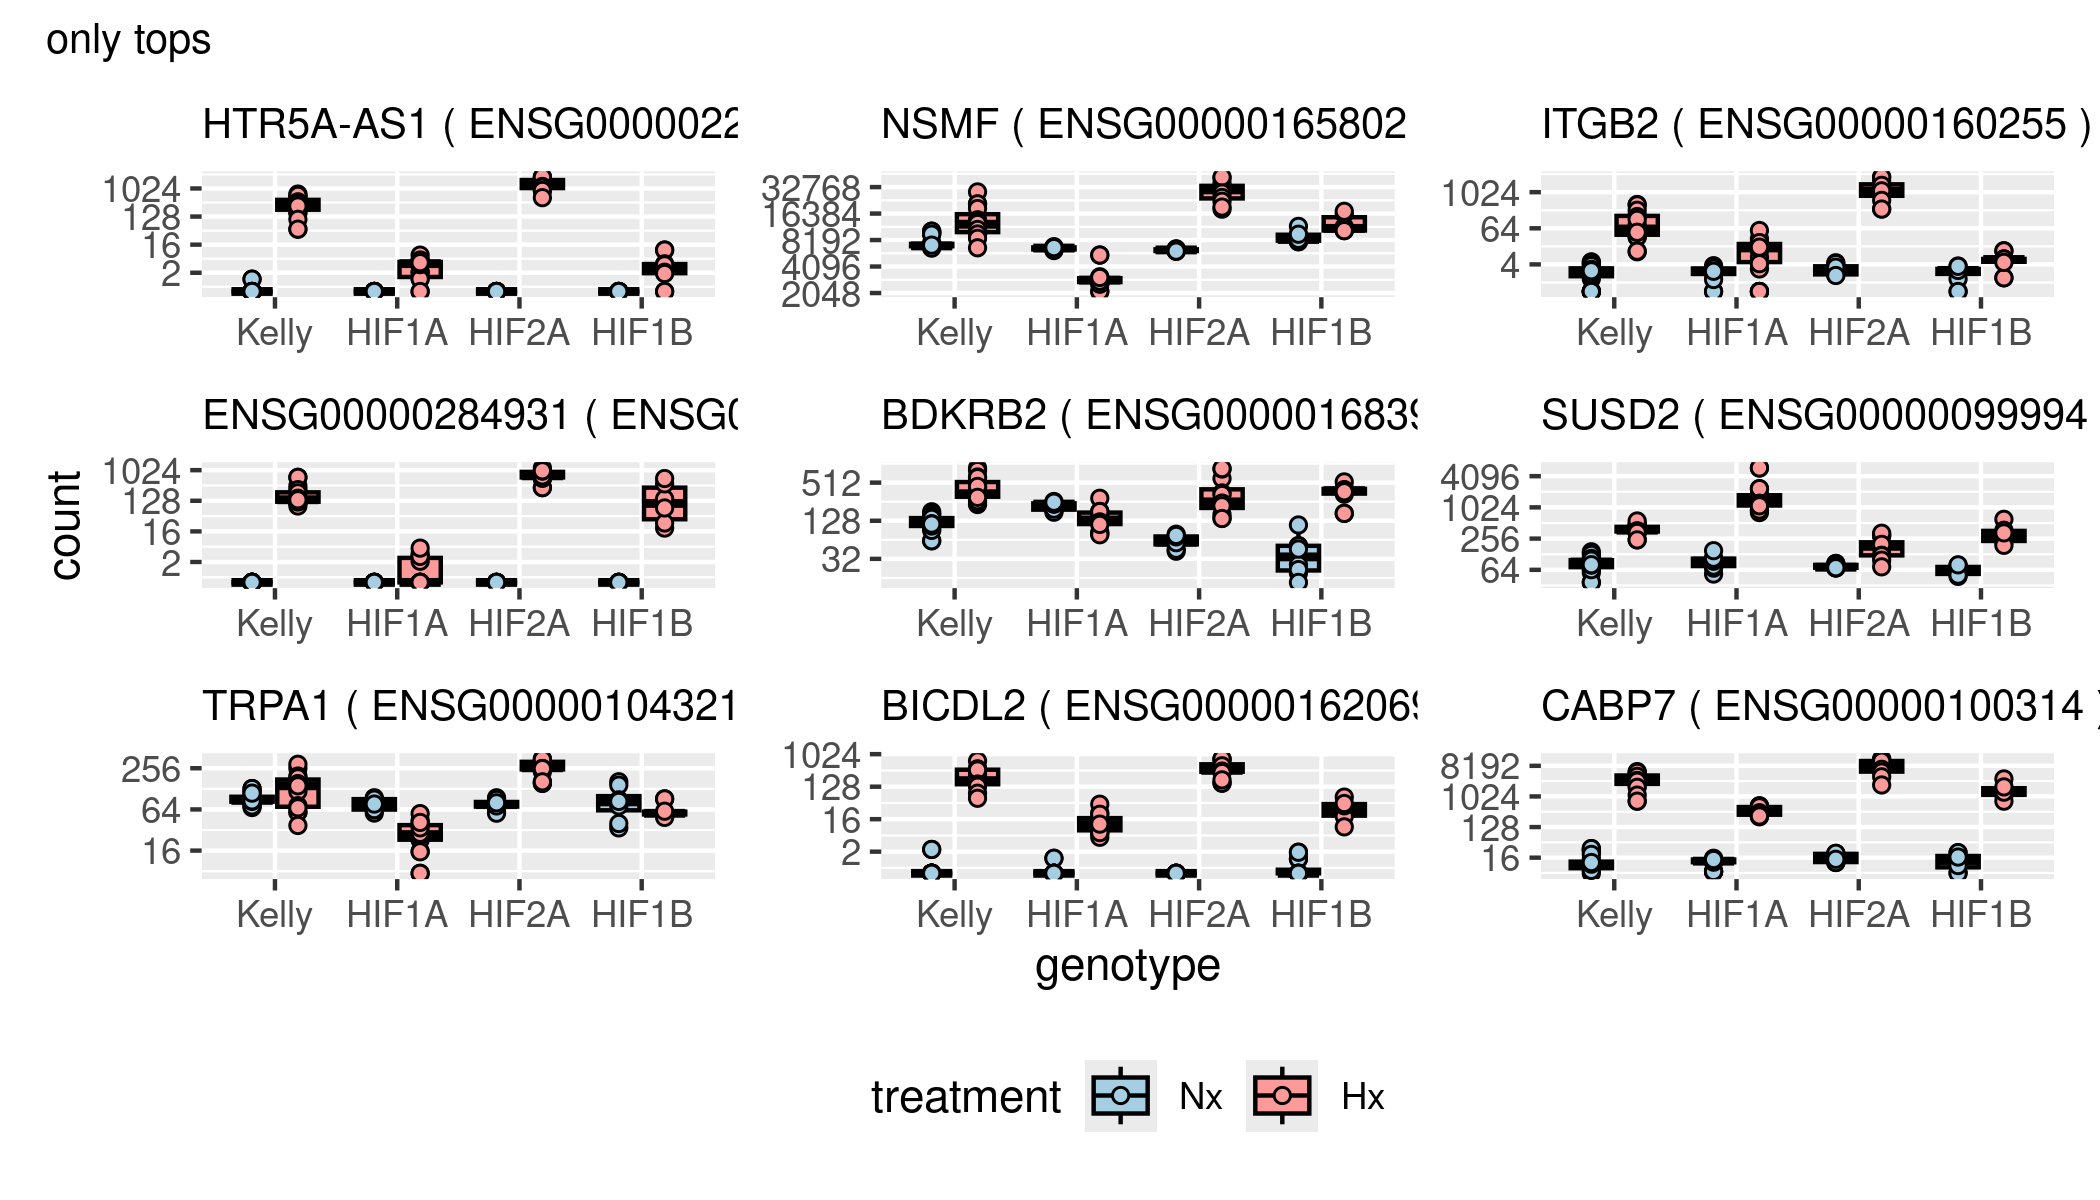 only tops
HTR5A-AS1 ( ENSG0000022
1024
128
16
2
Kelly HIF1A HIF2A HIF1B
NSMF ( ENSG00000165802
32768
16384
8192
4096
2048
Kelly HIF1A HIF2A HIF1B
ITGB2 ( ENSG00000160255 )
1024
64
4
Kelly HIF1A HIF2A HIF1B
count
ENSG00000284931 ( ENSG0
1024
128
16
2
Kelly HIF1A HIF2A HIF1B
BDKRB2 ( ENSG0000016839
512
128
32
Kelly HIF1A HIF2A HIF1B
SUSD2 ( ENSG00000099994
4096
1024
256
64
Kelly HIF1A HIF2A HIF1B
TRPA1 ( ENSG00000104321
256
64
16
Kelly HIF1A HIF2A HIF1B
BICDL2 ( ENSG00000162069
1024
128
16
2
Kelly HIF1A HIF2A HIF1B
CABP7 ( ENSG00000100314 )
8192
1024
128
16
Kelly HIF1A HIF2A HIF1B
genotype
treatment Nx Hx